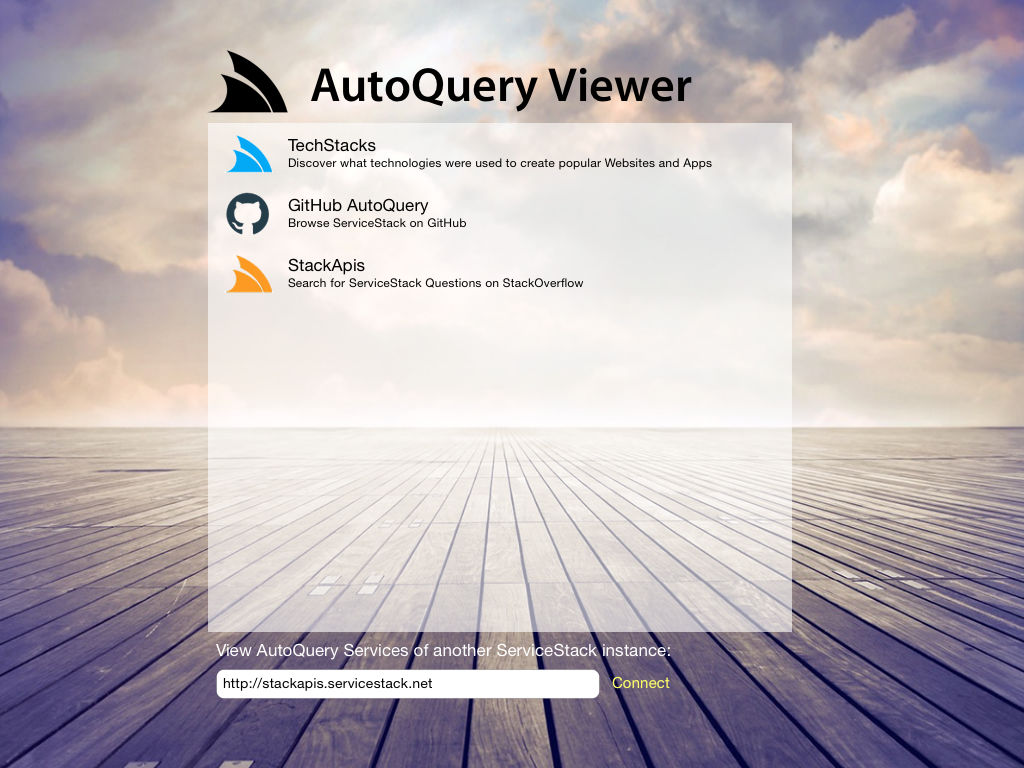 AutoQuery Viewer
TechStacks
Discover what technologies were used to create popular Websites and Apps
GitHub AutoQuery
Browse ServiceStack on GitHub
StackApis
Search for ServiceStack Questions on StackOverflow
View AutoQuery Services of another ServiceStack instance:
http://stackapis.servicestack.net Connect